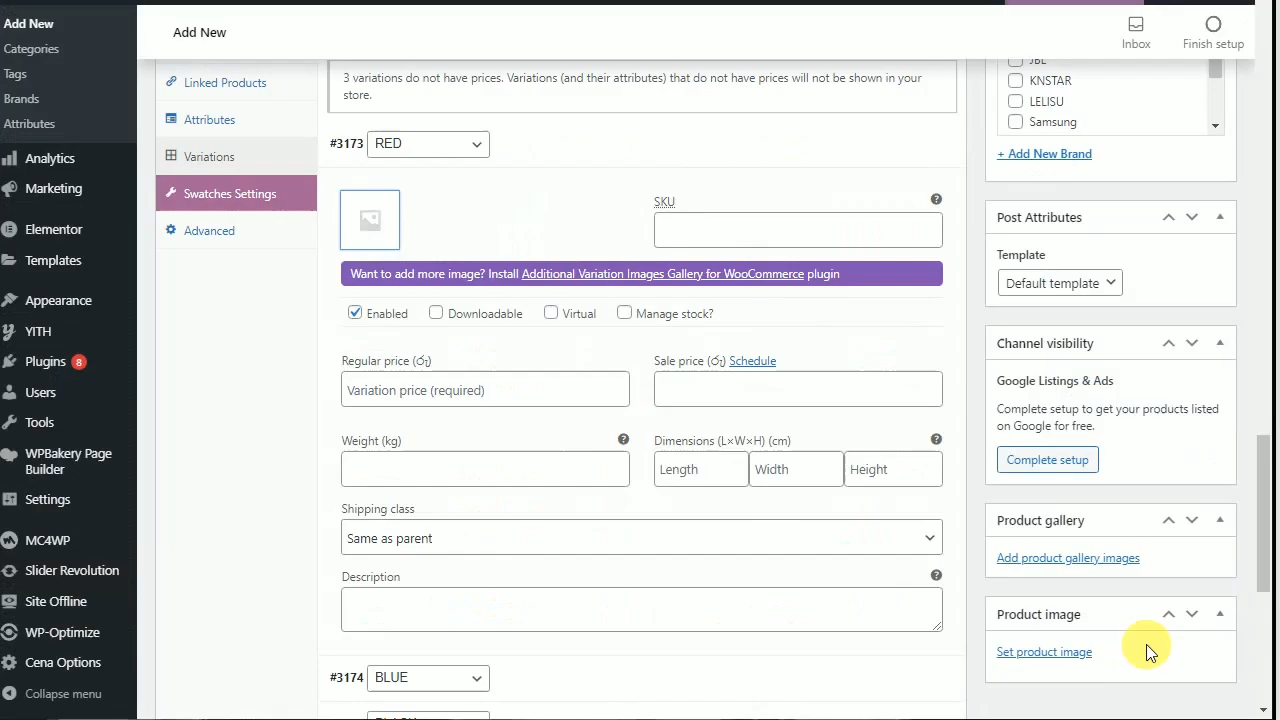 Add New
Categories
Tags
Brands
Attributes
Analytics
Marketing
Elementor
Templates
Appearance
YITH
Plugins 8
Users
Tools
WPBakery Page
Builder
Settings
MC4WP
Slider Revolution
Site Offline
WP-Optimize
Cena Options
Collapse menu
Add New
Inbox
Finish setup
Linked Products
Attributes
Variations
Swatches Settings
Advanced
3 variations do not have prices. Variations (and their attributes) that do not have prices will not be shown in your
store.
#3173 RED
SKU
Want to add more image? Install Additional Variation Images Gallery for WooCommerce plugin
Enabled Downloadable Virtual Manage stock?
Regular price (රු)
Sale price (රු) Schedule
Variation price (required)
Weight (kg)
Dimensions (L×W×H) (cm)
Length Width Height
Shipping class
Same as parent
Description
#3174 BLUE
JBL
KNSTAR
LELISU
Samsung
+ Add New Brand
Post Attributes
Template
Default template
Channel visibility
Google Listings & Ads
Complete setup to get your products listed
on Google for free.
Complete setup
Product gallery
Add product gallery images
Product image
Set product image